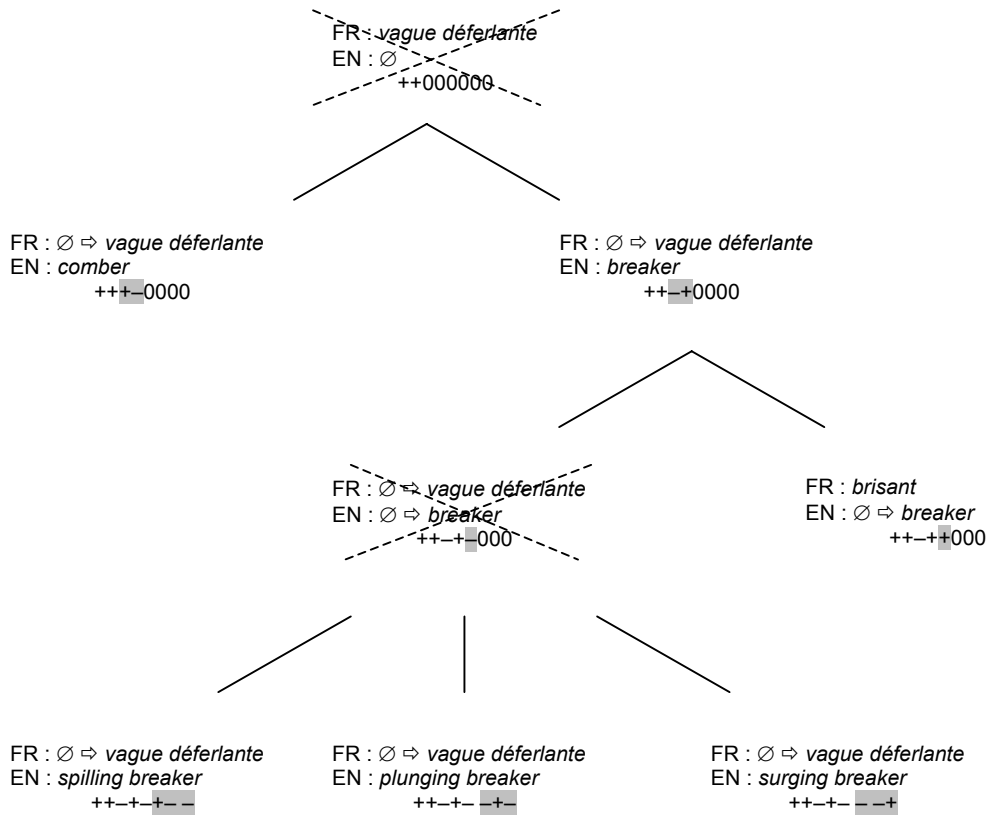 FR : vague déferlante
EN : ∅
++000000
FR : ∅ ⇨ vague déferlante
EN : comber
+++–0000
FR : ∅ ⇨ vague déferlante
EN : breaker
++–+0000
FR : ∅ ⇨ vague déferlante
EN : ∅ ⇨ breaker
++–+–000
FR : brisant
EN : ∅ ⇨ breaker
++–++000
FR : ∅ ⇨ vague déferlante
EN : spilling breaker
++–+–+– –
FR : ∅ ⇨ vague déferlante
EN : plunging breaker
++–+– –+–
FR : ∅ ⇨ vague déferlante
EN : surging breaker
++–+– – –+